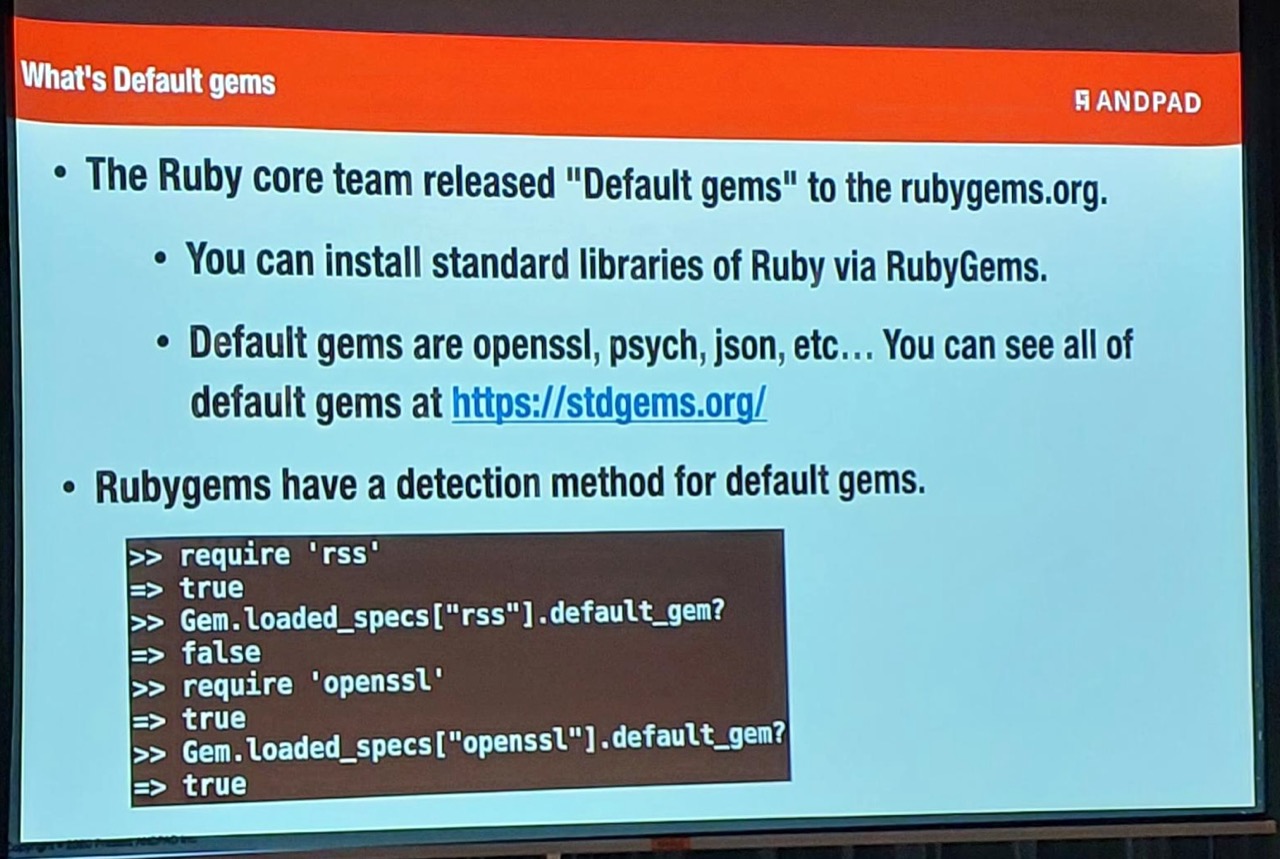 What's Default gems
ANDPAD
• The Ruby core team released "Default gems" to the rubygems.org.
• You can install standard libraries of Ruby via RubyGems.
• Default gems are openssl, psych, json, etc... You can see all of
default gems at https://stdgems.org/
• Rubygems have a detection method for default gems.
>> require 'rss'
=> true
>> Gem.loaded_specs["rss"].default_gem?
=> false
>> require 'openssl'
=> true
>> Gem.loaded_specs["openssl"].default_gem?
=> true